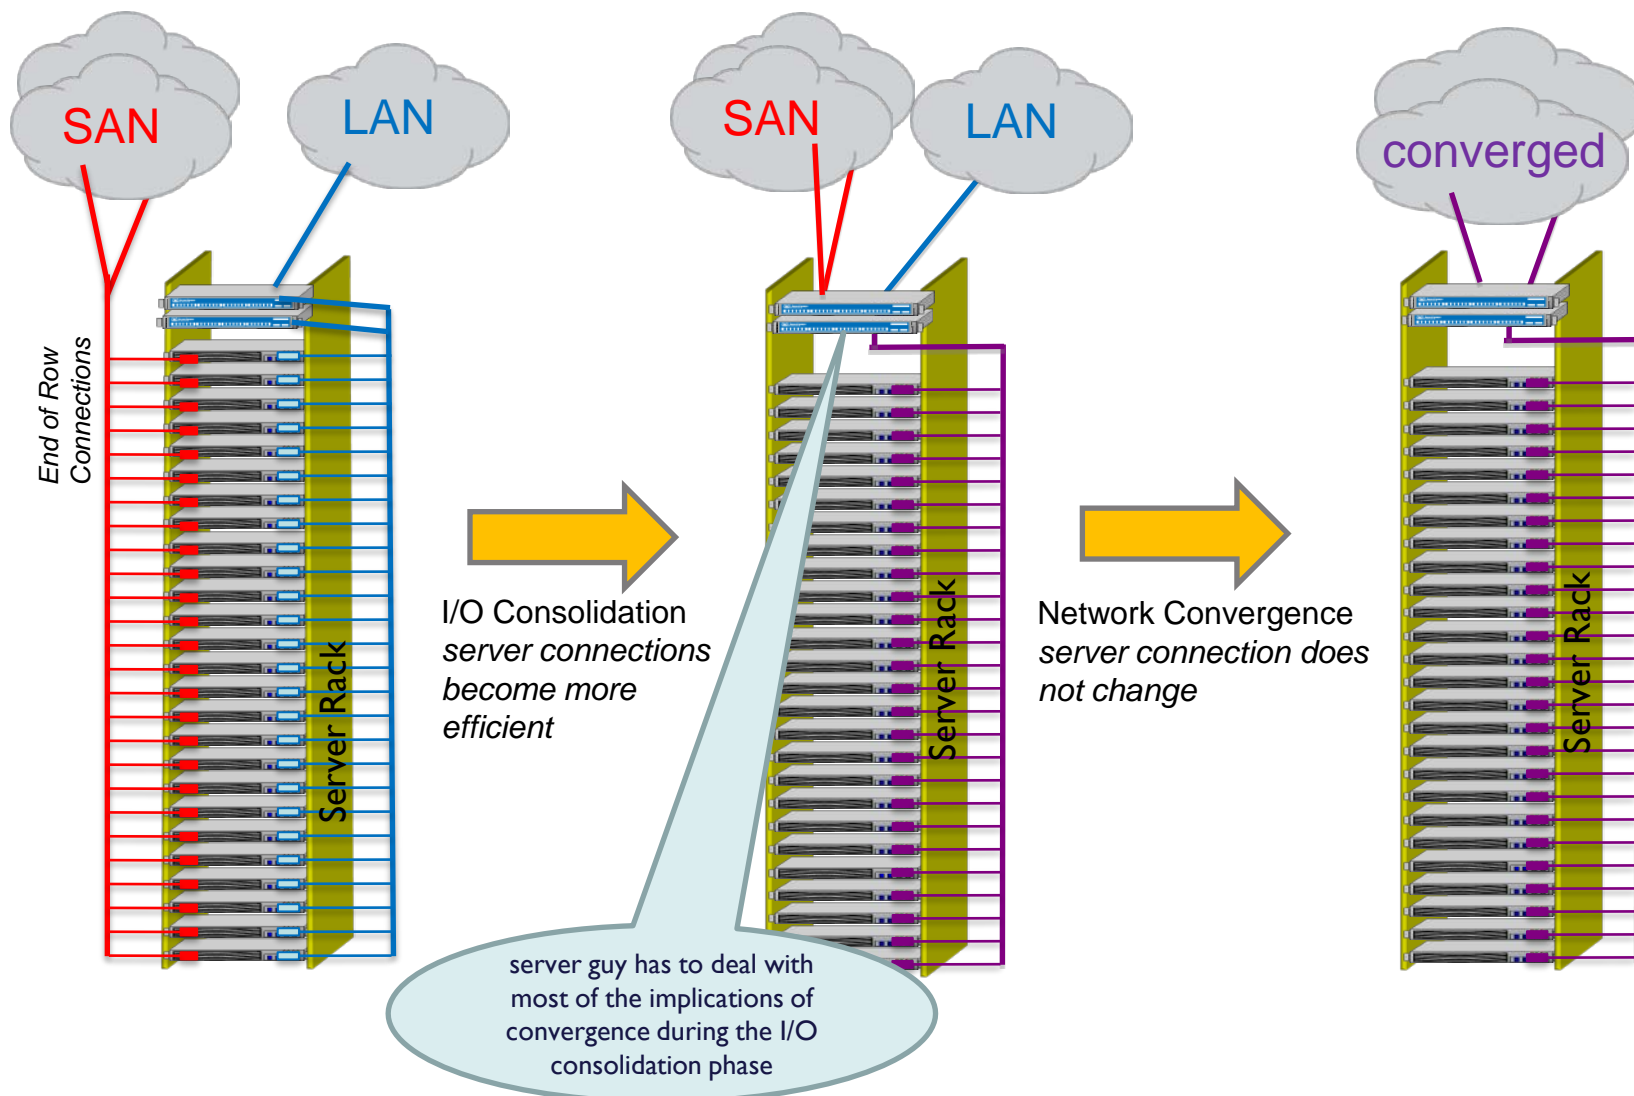 SAN
LAN
SAN
LAN
converged
End of Row
Connections
Server Rack
I/O Consolidation
server connections
become more
efficient
Server Rack
Network Convergence
server connection does
not change
Server Rack
server guy has to deal with
most of the implications of
convergence during the I/O
consolidation phase